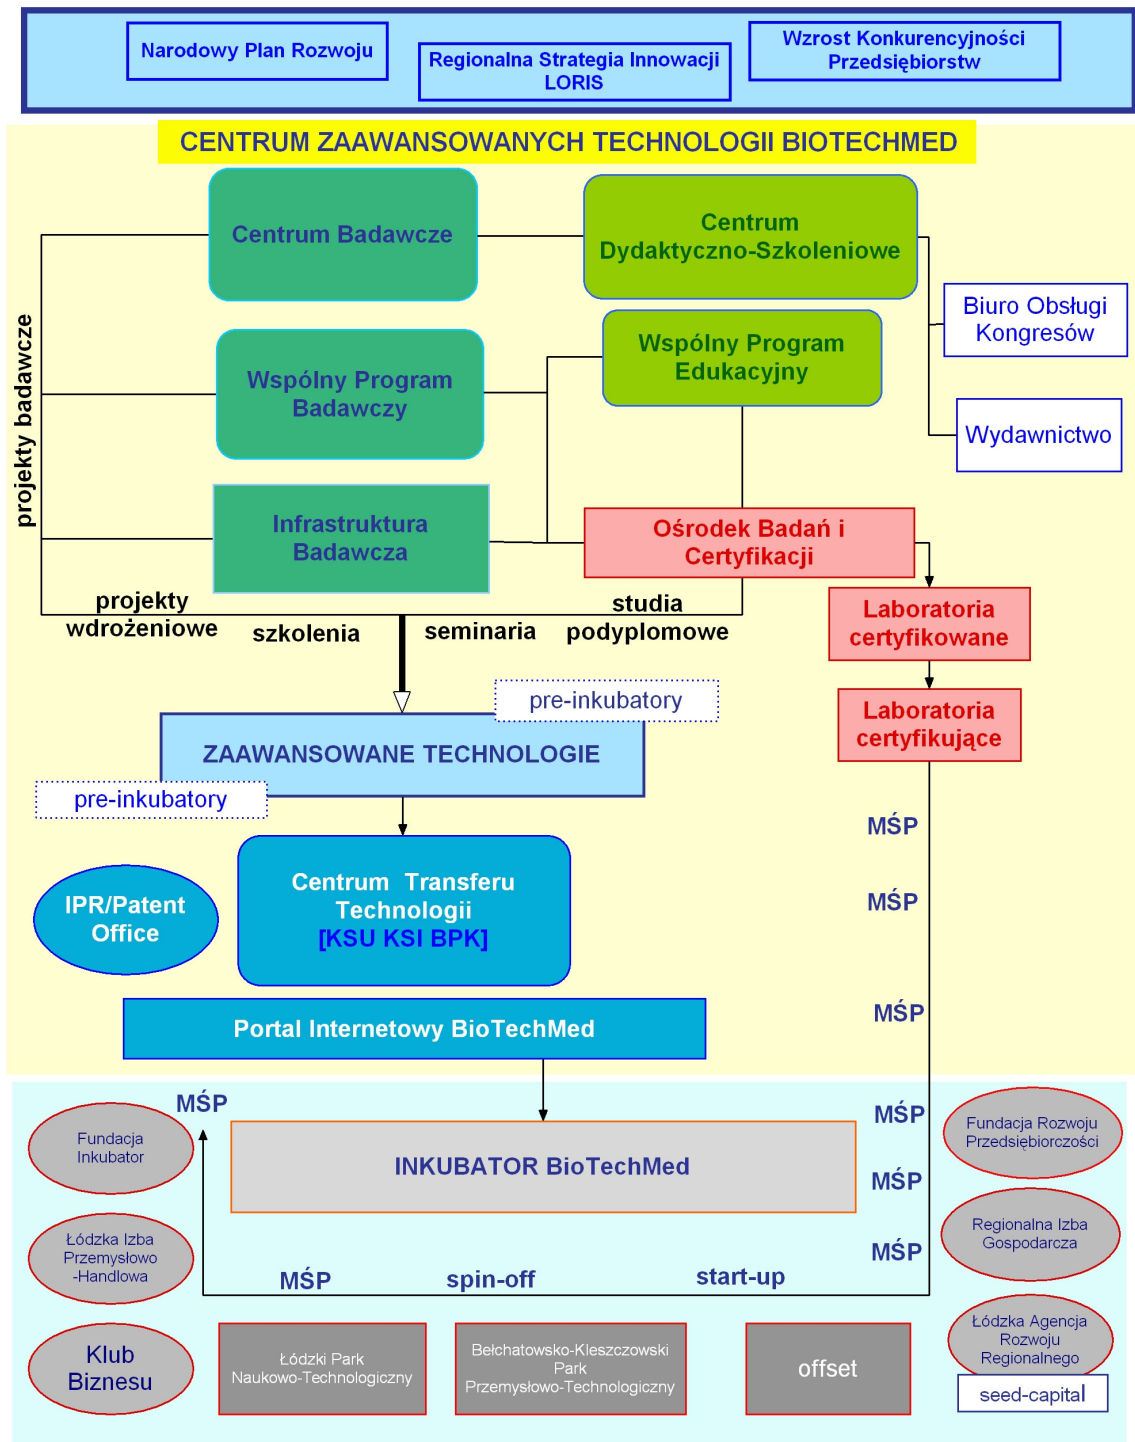 Narodowy Plan Rozwoju
Regionalna Strategia Innowacji
LORIS
Wzrost Konkurencyjności
Przedsiębiorstw
CENTRUM ZAAWANSOWANYCH TECHNOLOGII BIOTECHMED
Centrum Badawcze
Centrum
Dydaktyczno-Szkoleniowe
Biuro Obsługi
Kongresów
projekty badawcze
Wspólny Program
Badawczy
Wspólny Program
Edukacyjny
Wydawnictwo
Infrastruktura
Badawcza
Ośrodek Badań i
Certyfikacji
projekty
wdrożeniowe
szkolenia
seminaria
studia
podyplomowe
Laboratoria
certyfikowane
pre-inkubatory
Laboratoria
certyfikujące
ZAAWANSOWANE TECHNOLOGIE
pre-inkubatory
MŚP
IPR/Patent
Office
Centrum Transferu
Technologii
[KSU KSI BPK]
MŚP
MŚP
Portal Internetowy BioTechMed
MŚP
MŚP
Fundacja
Inkubator
INKUBATOR BioTechMed
Fundacja Rozwoju
Przedsiębiorczości
MŚP
Łódzka Izba
Przemysłowo
-Handlowa
Regionalna Izba
Gospodarcza
MŚP
MŚP
spin-off
start-up
Klub
Biznesu
Łódzki Park
Naukowo-Technologiczny
Bełchatowsko-Kleszczowski
Park
Przemysłowo-Technologiczny
offset
Łódzka Agencja
Rozwoju
Regionalnego
seed-capital